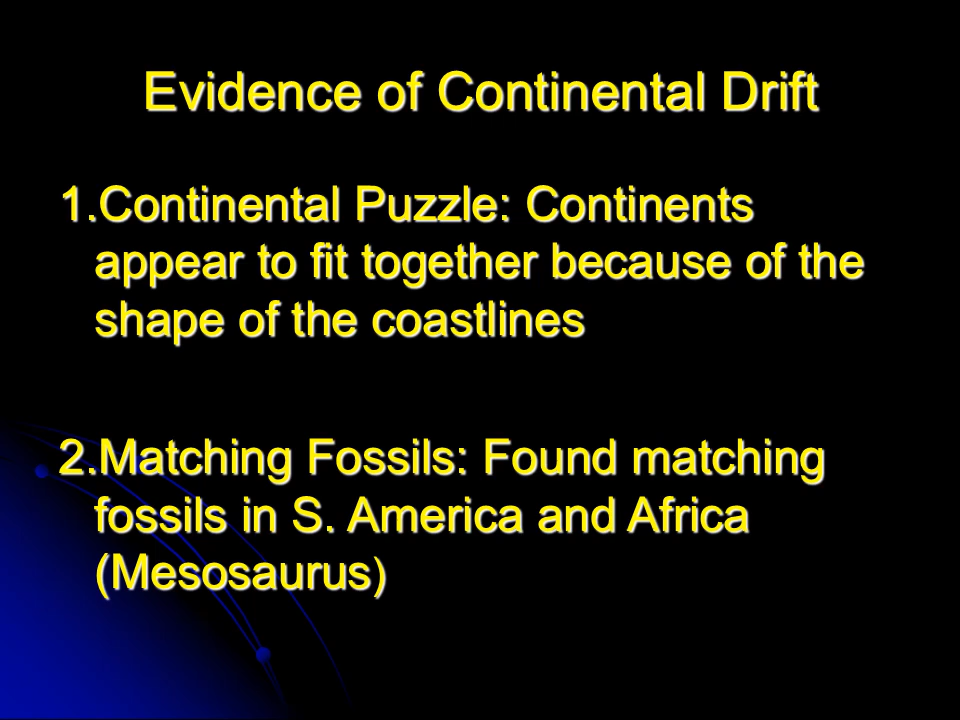 Evidence of Continental Drift
1.Continental Puzzle: Continents
appear to fit together because of the
shape of the coastlines
2.Matching Fossils: Found matching
fossils in S. America and Africa
(Mesosaurus)